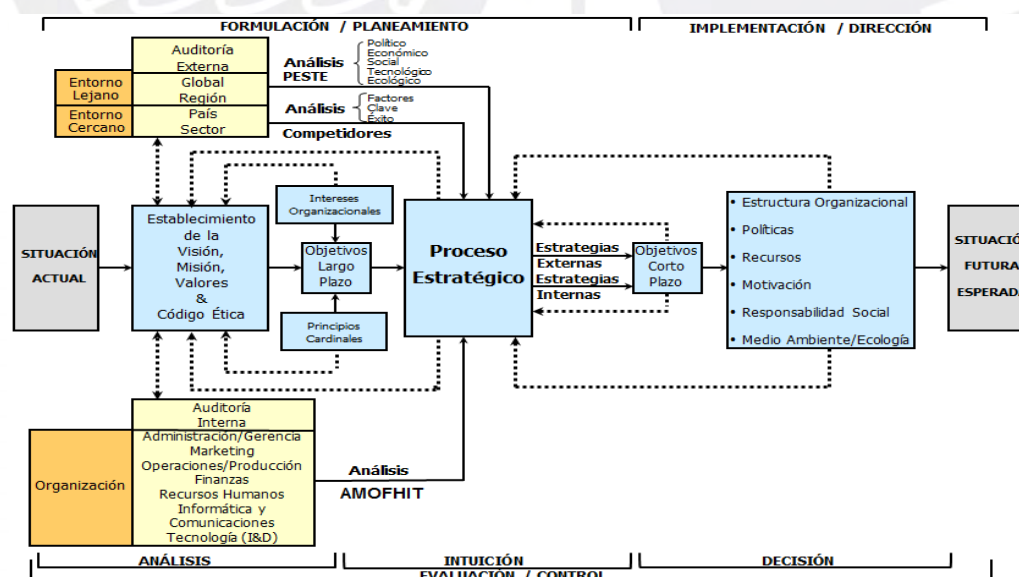 FORMULACIÓN / PLANEAMIENTO
IMPLEMENTACIÓN / DIRECCIÓN
Auditoría
Externa
Entorno
Lejano
Global
Región
Entorno
Cercano
País
Sector
Análisis
PESTE
Político
Económico
Social
Tecnológico
Ecológico
Análisis
Competidores
Factores
Clave
Éxito
SITUACIÓN
ACTUAL
Establecimiento
de la
Visión,
Misión,
Valores
&
Código Ética
Intereses
Organizacionales
Objetivos
Largo
Plazo
Principios
Cardinales
Proceso
Estratégico
Estrategias
Externas
Estrategias
Internas
Objetivos
Corto
Plazo
• Estructura Organizacional
• Políticas
• Recursos
• Motivación
• Responsabilidad Social
• Medio Ambiente/Ecología
SITUACIÓ
FUTURA
ESPERADA
Auditoría
Interna
Organización
Administración/Gerencia
Marketing
Operaciones/Producción
Finanzas
Recursos Humanos
Informática y
Comunicaciones
Tecnología (I&D)
Análisis
AMOFHIT
ANÁLISIS
INTUICIÓN
DECISIÓN
EVALUACIÓN / CONTROL